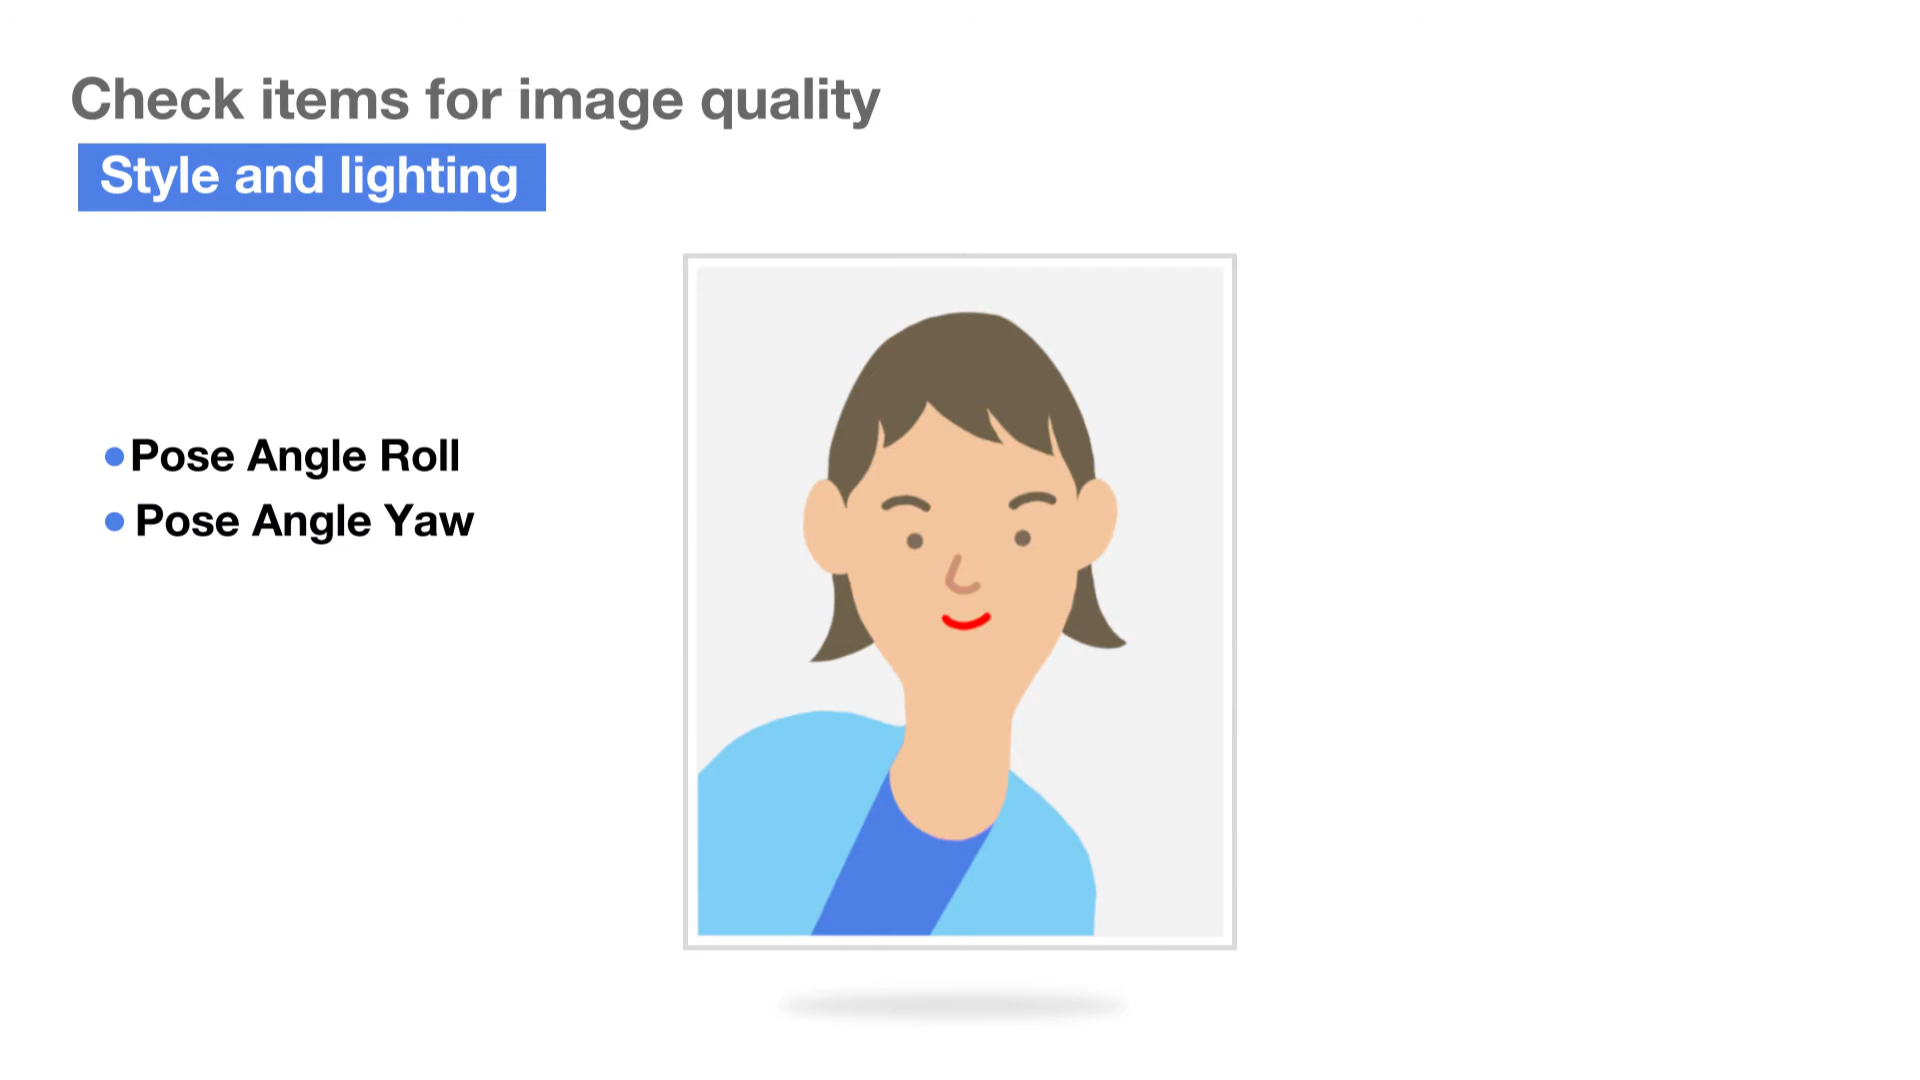 Check items for image quality
Style and lighting
Pose Angle Roll
Pose Angle Yaw